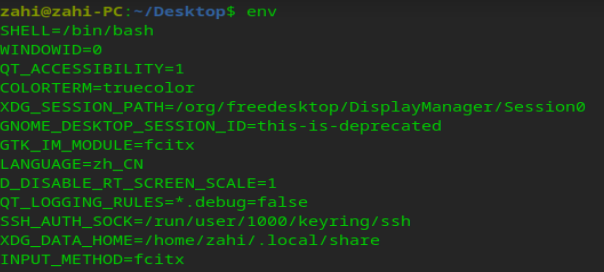 zahi@zahi-PC:~/Desktop$ env
SHELL=/bin/bash
WINDOWID=0
QT_ACCESSIBILITY=1
COLORTERM=truecolor
XDG_SESSION_PATH=/org/freedesktop/DisplayManager/Session0
GNOME_DESKTOP_SESSION_ID=this-is-deprecated
GTK_IM_MODULE=fcitx
LANGUAGE=zh_CN
D_DISABLE_RT_SCREEN_SCALE=1
QT_LOGGING_RULES=*.debug=false
SSH_AUTH_SOCK=/run/user/1000/keyring/ssh
XDG_DATA_HOME=/home/zahi/.local/share
INPUT_METHOD=fcitx